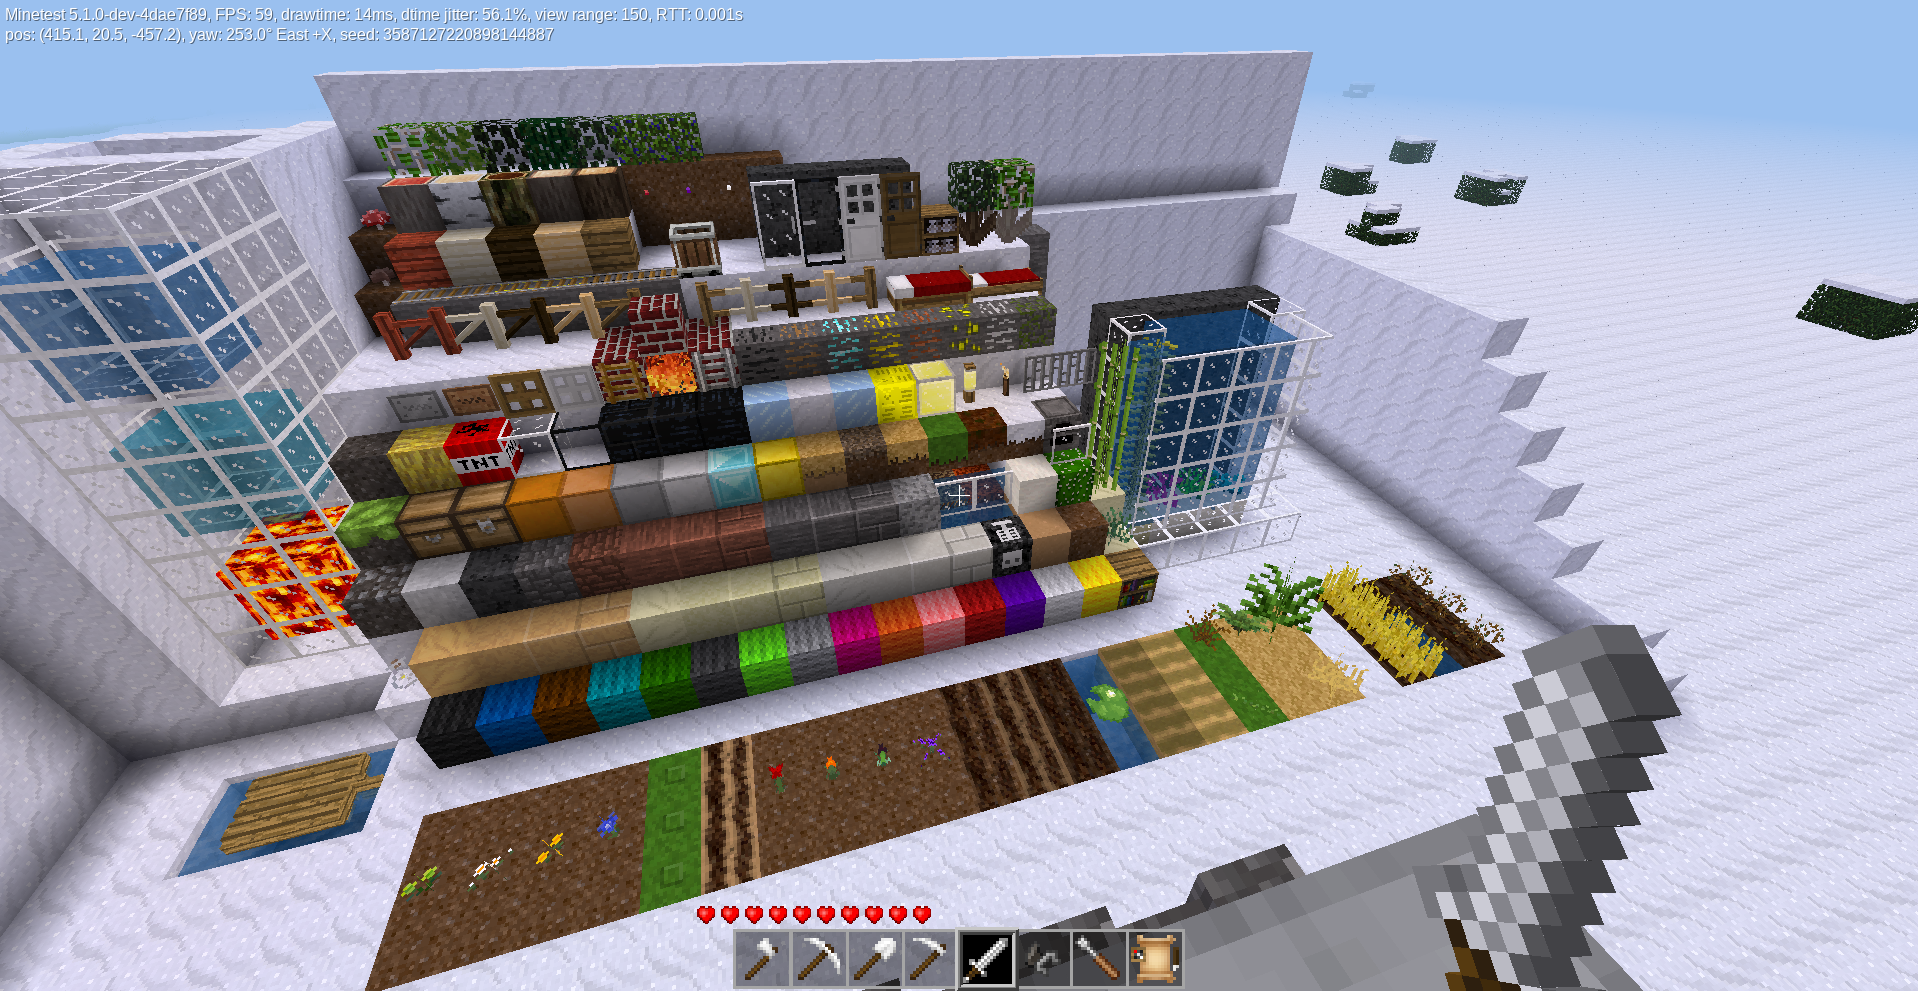 Minetest 5.1.0-dev-4dae7f89, FPS: 59, drawtime: 14ms, dtime jitter: 56.1%, view range: 150, RTT: 0.001s
pos: (415.1, 20.5, -457.2), yaw: 253.0° East +X, seed: 3587127220898144887
TNT